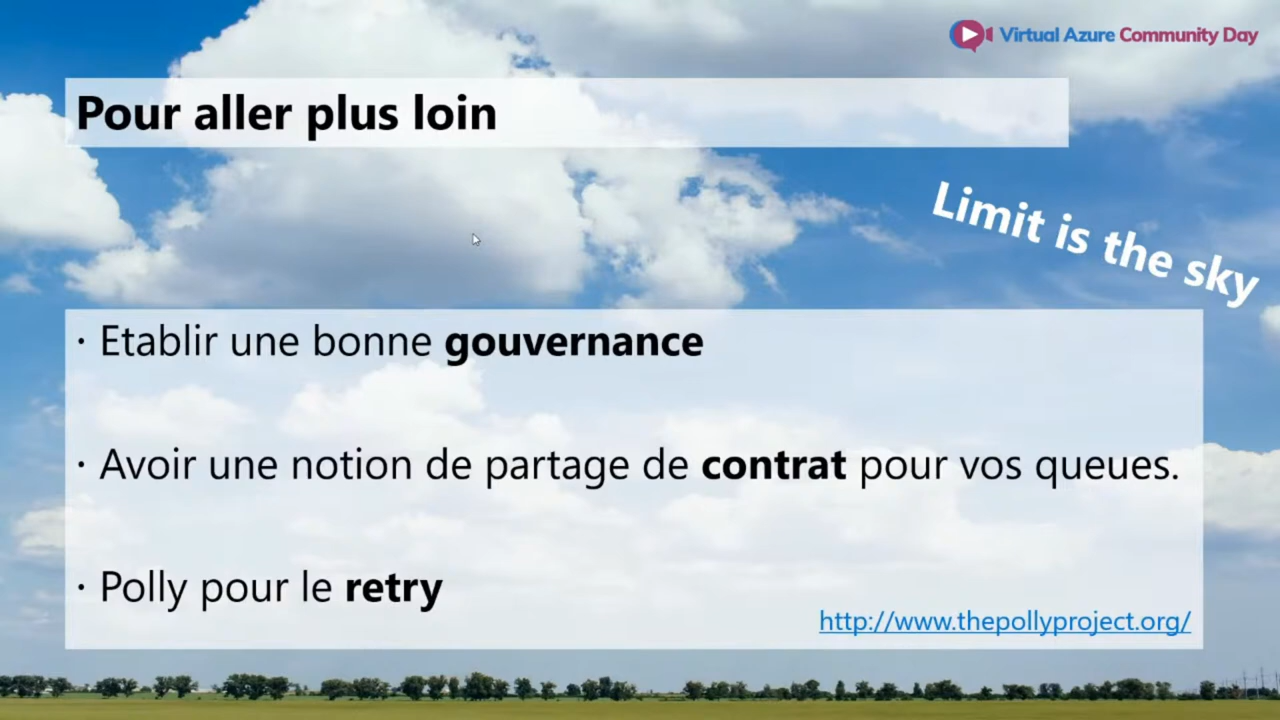 Virtual Azure Community Day
Pour aller plus loin
Limit is the sky
· Etablir une bonne gouvernance
· Avoir une notion de partage de contrat pour vos queues.
· Polly pour le retry
http://www.thepollyproject.org/